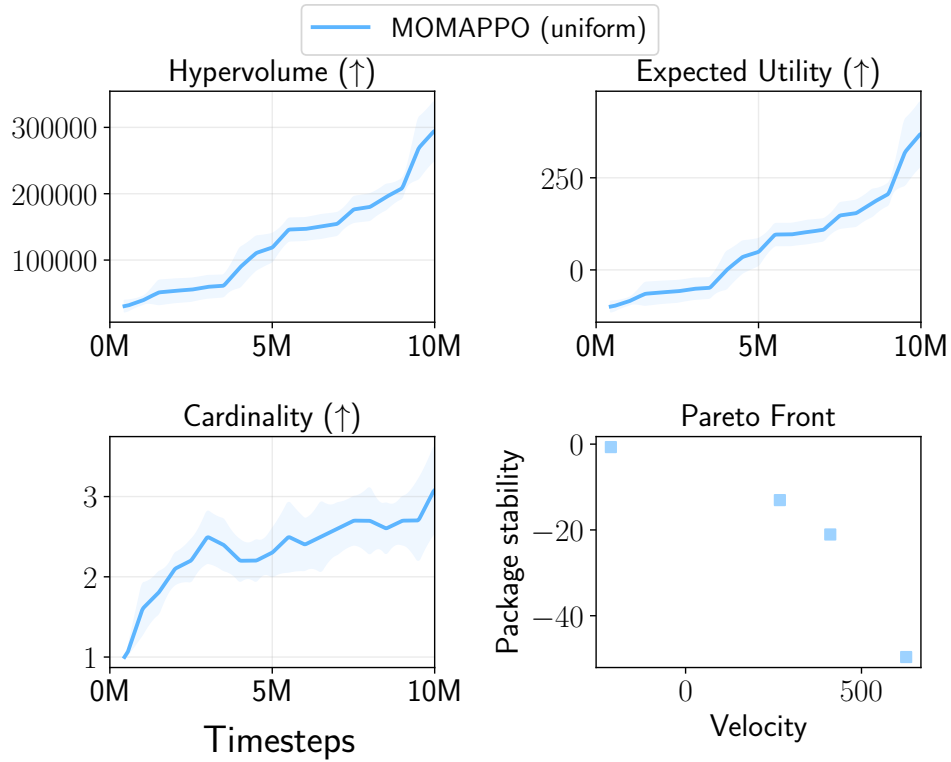 MOMAPPO (uniform)
Hypervolume (↑)
300000
200000
100000
0M 5M 10M
Expected Utility (↑)
250
0
0M 5M 10M
Cardinality (↑)
3
2
1
0M 5M 10M
Timesteps
Pareto Front
Package stability
0
−20
−40
0 500
Velocity